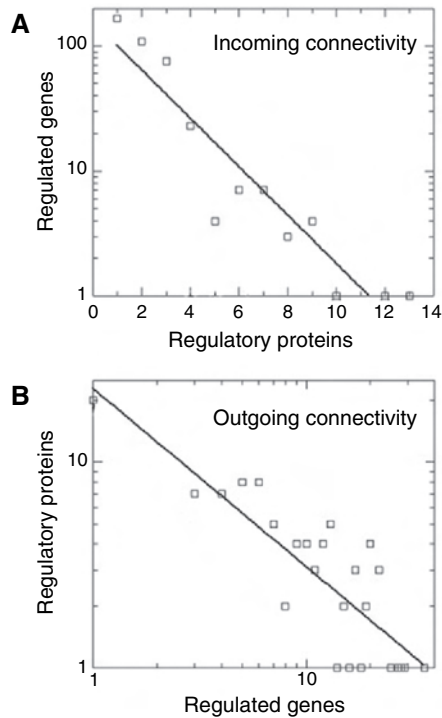 A
Incoming connectivity
Regulated genes
100
10
1
0 2 4 6 8 10 12 14
Regulatory proteins
B
Outgoing connectivity
Regulatory proteins
10
1
1 10
Regulated genes